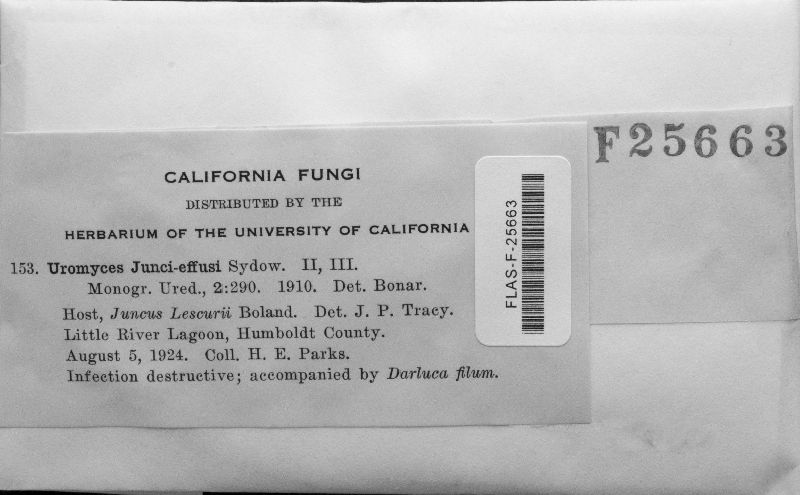 F25663
CALIFORNIA FUNGI
DISTRIBUTED BY THE
HERBARIUM OF THE UNIVERSITY OF CALIFORNIA
153. Uromyces Junci-effusi Sydow. II, III.
Monogr. Ured., 2:290. 1910. Det. Bonar.
Host, Juncus Lescurii Boland. Det. J. P. Tracy.
Little River Lagoon, Humboldt County.
August 5, 1924. Coll. H. E. Parks.
Infection destructive; accompanied by Darluca filum.
FLAS-F-25663